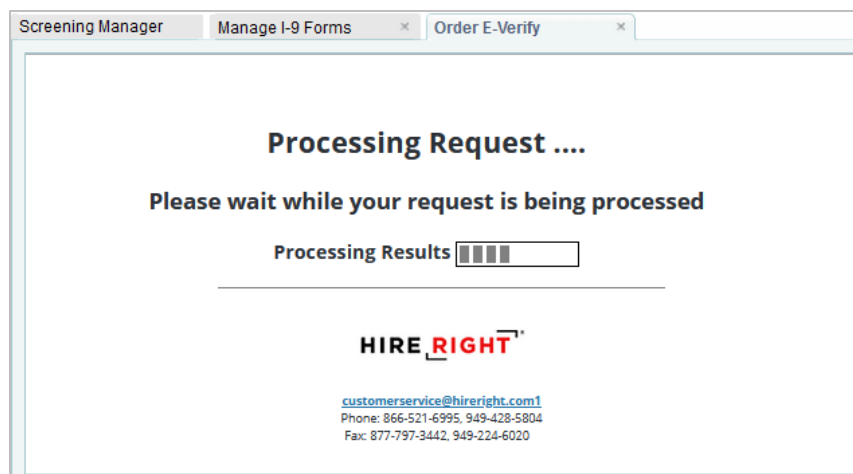 Screening Manager Manage I-9 Forms × Order E-Verify ×
Processing Request ....
Please wait while your request is being processed
Processing Results
HIRE RIGHT
customerservice@hireright.com1
Phone: 866-521-6995, 949-428-5804
Fax: 877-797-3442, 949-224-6020